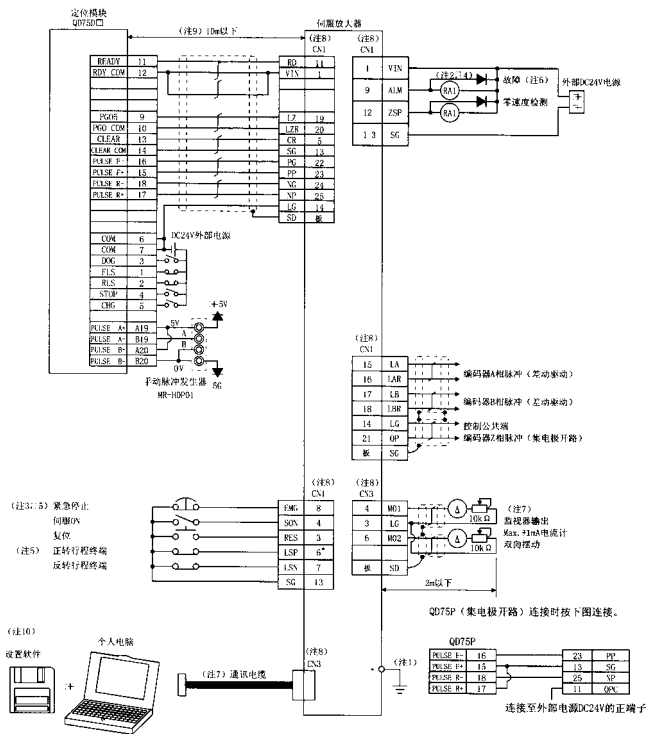 定位模块
QD75D□
(注9) 10m以下
伺服放大器
(注8)
CN1
(注8)
CN1
READY 11
RDY COM 12
PGO5 9
PGO COM 10
CLEAR 13
CLEAR COM 14
PULSE F- 16
PULSE F+ 15
PULSE R- 18
PULSE R+ 17
COM 6
COM 7
DOG 3
FLS 1
RLS 2
STOP 4
CHG 5
PULSE A+ A19
PULSE A- B19
PULSE B- A20
PULSE B- B20
RD 11
VIN 1
LZ 19
LZR 20
CR 5
SG 13
PG 22
PP 23
NG 24
NP 25
LG 14
SD 板
DC24V外部电源
5V
A
B
0V
+5V
5G
手动脉冲发生器
MR-HDP01
1 VIN
9 ALM
12 ZSP
1 3 SG
(注2,4)
RA1
RA1
故障 (注6)
零速度检测
外部DC24V电源
(注8)
CN1
15 LA
16 LAR
17 LB
18 LBR
14 LG
21 OP
板 SG
编码器A相脉冲(差动驱动)
编码器B相脉冲(差动驱动)
控制公共端
编码器Z相脉冲(集电极开路)
(注8)
CN1
(注3,5) 紧急停止
伺服ON
复位
(注5) 正转行程终端
反转行程终端
EMG 8
SON 4
RES 3
LSP 6
LSN 7
SG 13
(注8)
CN3
4 MO1
3 LG
6 MO2
板 SD
A
10kΩ
A
10kΩ
(注7)
监视器输出
Max.+1mA电流计
双向摆动
2m以下
QD75P(集电极开路)连接时按下图连接。
(注10)
设置软件
+
个人电脑
(注7) 通讯电缆
(注8)
CN3
(注1)
QD75P
PULSE F- 16
PULSE F+ 15
PULSE R- 18
PULSE R+ 17
23 PP
13 SG
25 NP
11 OPC
连接至外部电源DC24V的正端子